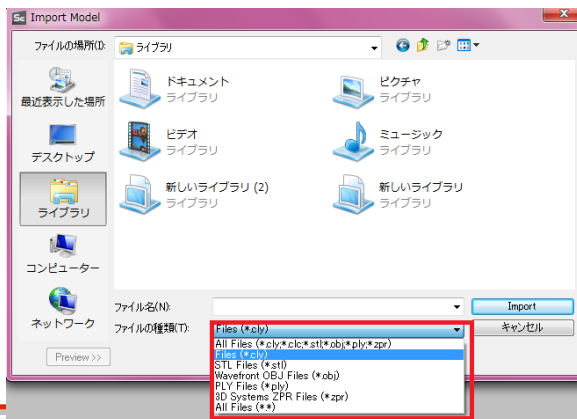 Sc Import Model
ファイルの場所(I):
ライブラリ
最近表示した場所
デスクトップ
ライブラリ
コンピューター
ネットワーク
ドキュメント
ライブラリ
ピクチャ
ライブラリ
ビデオ
ライブラリ
ミュージック
ライブラリ
新しいライブラリ (2)
ライブラリ
新しいライブラリ
ライブラリ
ファイル名(N):
Import
ファイルの種類(T):
Files (*.cly)
キャンセル
Preview >>
All Files (*.cly;*.clc;*.stl;*.obj;*.ply;*.zpr)
Files (*.cly)
STL Files (*.stl)
Wavefront OBJ Files (*.obj)
PLY Files (*.ply)
3D Systems ZPR Files (*.zpr)
All Files (*.*)